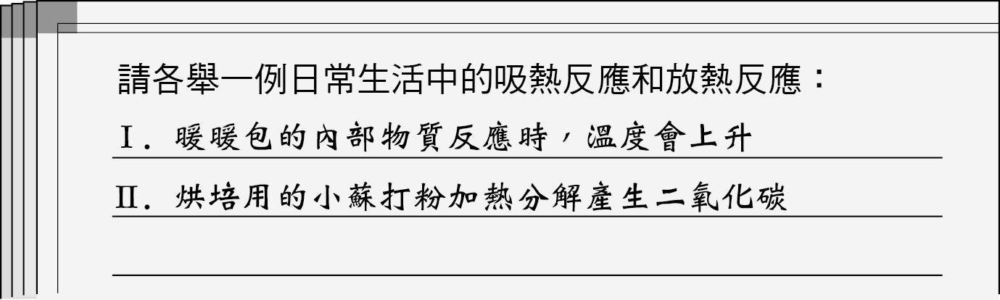 請各舉一例日常生活中的吸熱反應和放熱反應：
Ⅰ. 暖暖包的內部物質反應時，溫度會上升
Ⅱ. 烘培用的小蘇打粉加熱分解產生二氧化碳